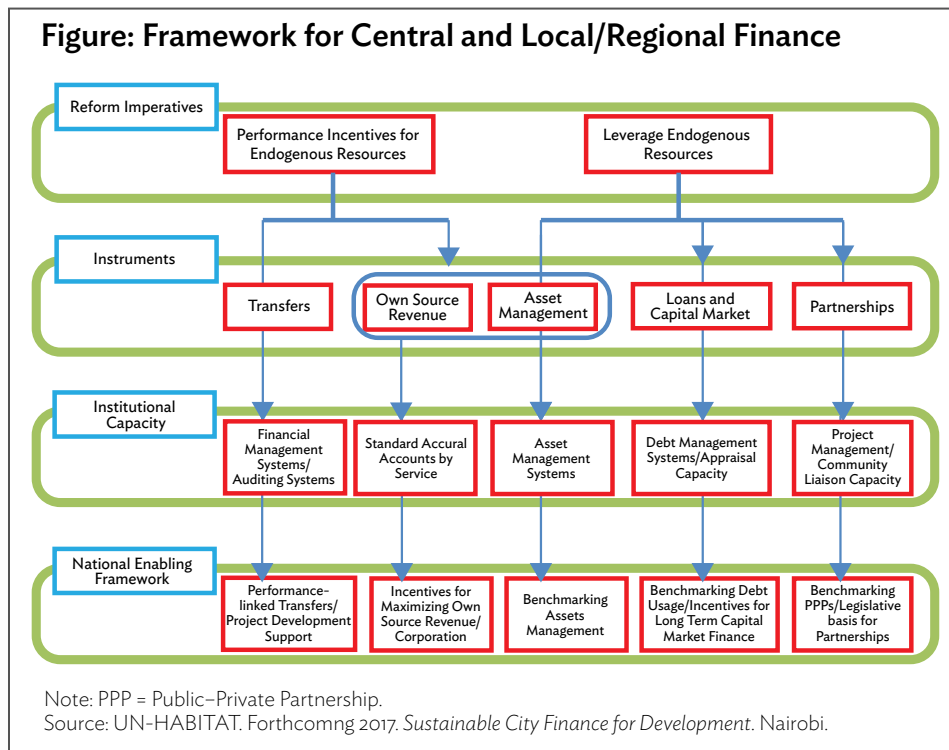 Figure: Framework for Central and Local/Regional Finance
Reform Imperatives
Performance Incentives for
Endogenous Resources
Leverage Endogenous
Resources
Instruments
Transfers
Own Source
Revenue
Asset
Management
Loans and
Capital Market
Partnerships
Institutional
Capacity
Financial
Management
Systems/
Auditing Systems
Standard Accural
Accounts by
Service
Asset
Management
Systems
Debt Management
Systems/Appraisal
Capacity
Project
Management/
Community
Liaison Capacity
National Enabling
Framework
Performance-
linked Transfers/
Project Development
Support
Incentives for
Maximizing Own
Source Revenue/
Corporation
Benchmarking
Assets
Management
Benchmarking Debt
Usage/Incentives for
Long Term Capital
Market Finance
Benchmarking
PPPs/Legislative
basis for
Partnerships
Note: PPP = Public–Private Partnership.
Source: UN-HABITAT. Forthcomng 2017. Sustainable City Finance for Development. Nairobi.